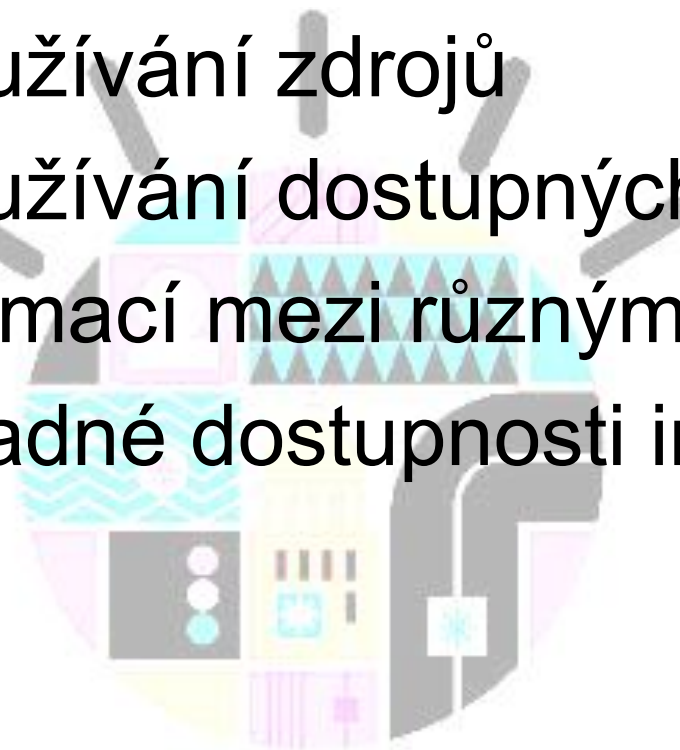 užívání zdrojů
užívání dostupných
mací mezi různým
adné dostupnosti in